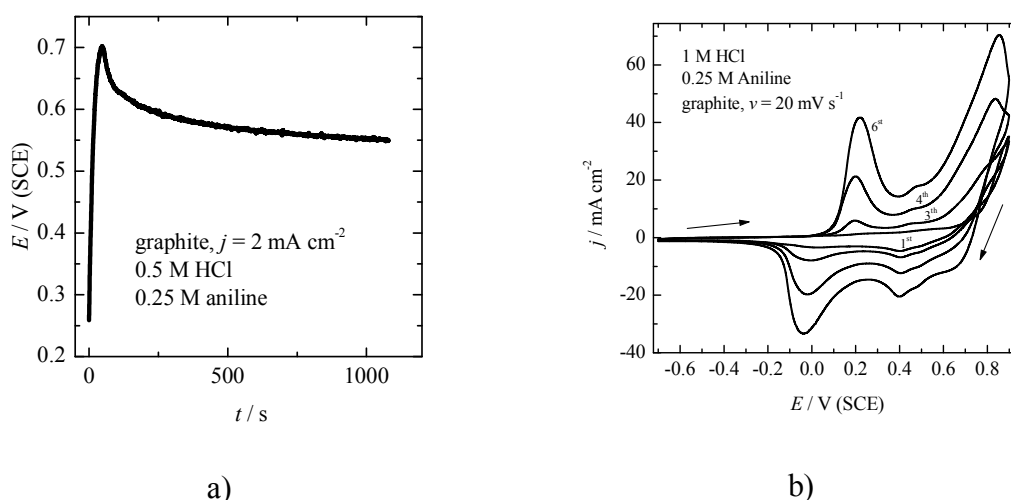 0.7
0.6
0.5
0.4
0.3
0.2
E / V (SCE)
graphite, j = 2 mA cm⁻²
0.5 M HCl
0.25 M aniline
0 500 1000
t / s
a)
60
40
20
0
-20
-40
j / mA cm⁻²
1 M HCl
0.25 M Aniline
graphite, v = 20 mV s⁻¹
6ˢᵗ
4ᵗʰ
3ᵗʰ
1ˢᵗ
-0.6 -0.4 -0.2 0.0 0.2 0.4 0.6 0.8
E / V (SCE)
b)